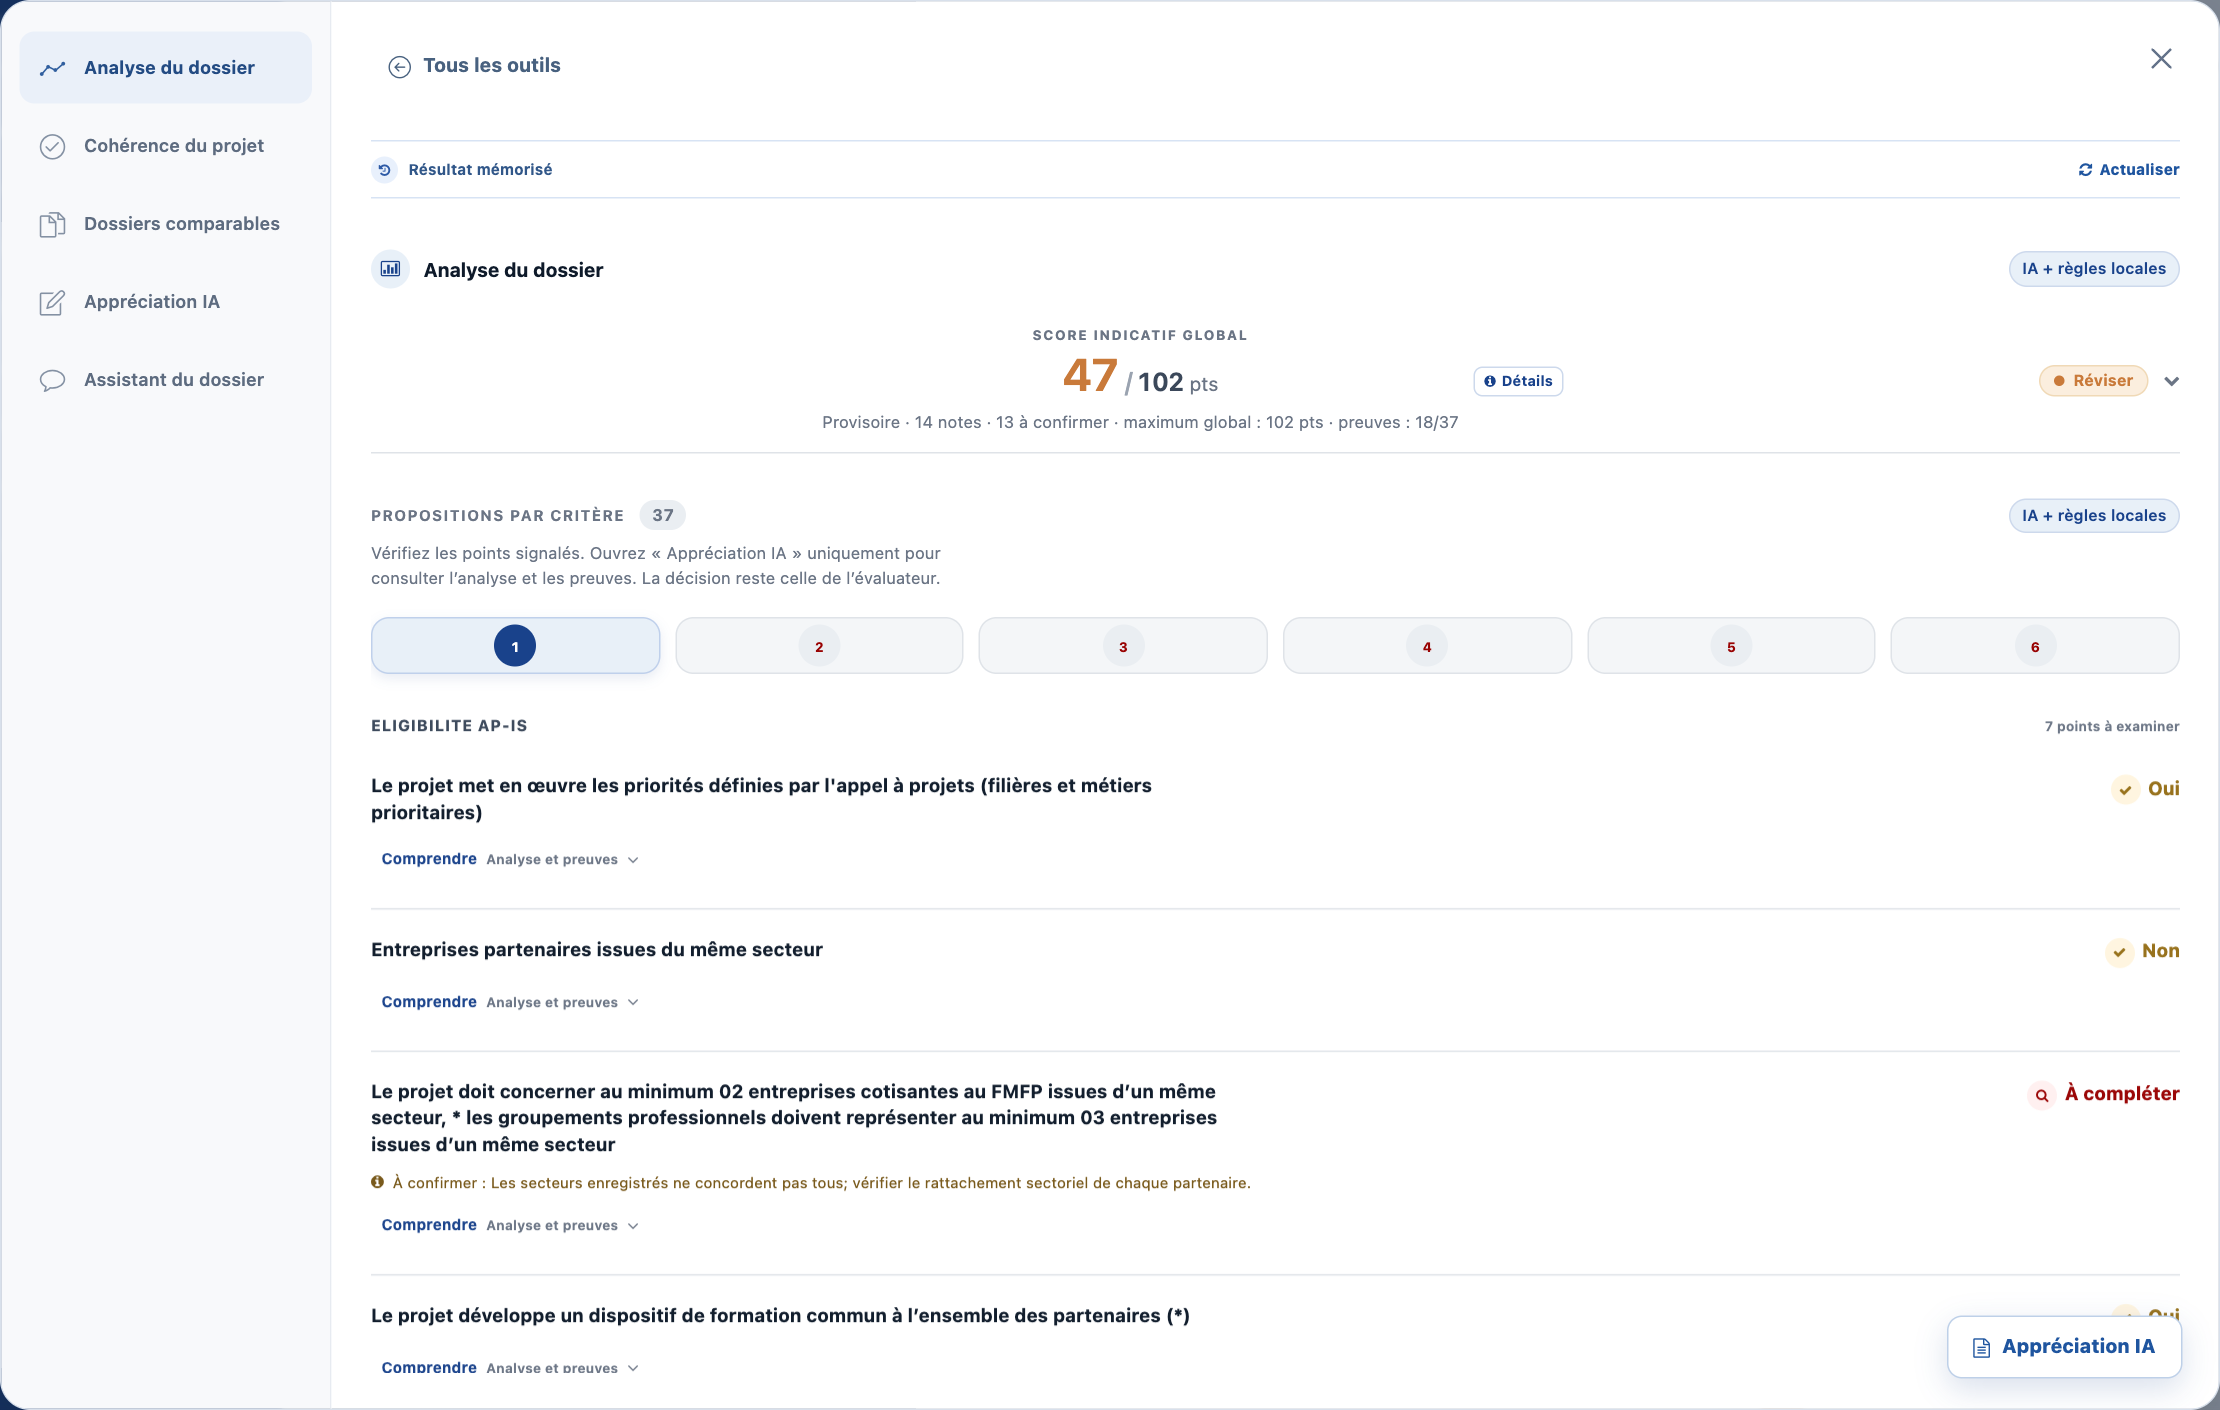 Analyse du dossier
Cohérence du projet
Dossiers comparables
Appréciation IA
Assistant du dossier
Tous les outils
Résultat mémorisé
Actualiser
Analyse du dossier
IA + règles locales
SCORE INDICATIF GLOBAL
47 / 102 pts
Détails
Réviser
Provisoire · 14 notes · 13 à confirmer · maximum global : 102 pts · preuves : 18/37
PROPOSITIONS PAR CRITÈRE 37
IA + règles locales
Vérifiez les points signalés. Ouvrez « Appréciation IA » uniquement pour
consulter l’analyse et les preuves. La décision reste celle de l’évaluateur.
1 2 3 4 5 6
ELIGIBILITE AP-IS
7 points à examiner
Le projet met en œuvre les priorités définies par l'appel à projets (filières et métiers
prioritaires)
Oui
Comprendre Analyse et preuves
Entreprises partenaires issues du même secteur
Non
Comprendre Analyse et preuves
Le projet doit concerner au minimum 02 entreprises cotisantes au FMFP issues d’un même
secteur, * les groupements professionnels doivent représenter au minimum 03 entreprises
issues d’un même secteur
À compléter
À confirmer : Les secteurs enregistrés ne concordent pas tous; vérifier le rattachement sectoriel de chaque partenaire.
Comprendre Analyse et preuves
Le projet développe un dispositif de formation commun à l’ensemble des partenaires (*)
Oui
Comprendre Analyse et preuves
Appréciation IA